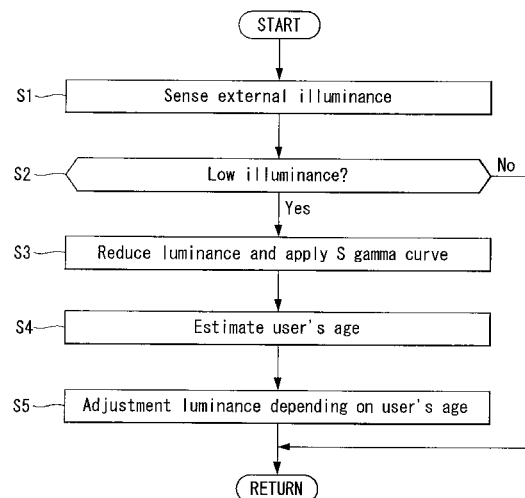 START
S1
Sense external illuminance
S2
Low illuminance?
No
Yes
S3
Reduce luminance and apply S gamma curve
S4
Estimate user's age
S5
Adjustment luminance depending on user's age
RETURN